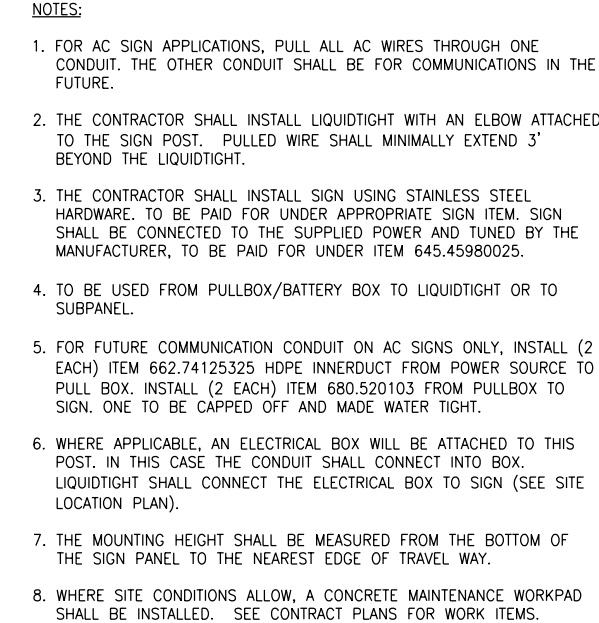 NOTES:
1. FOR AC SIGN APPLICATIONS, PULL ALL AC WIRES THROUGH ONE
CONDUIT. THE OTHER CONDUIT SHALL BE FOR COMMUNICATIONS IN THE
FUTURE.
2. THE CONTRACTOR SHALL INSTALL LIQUIDTIGHT WITH AN ELBOW ATTACHED
TO THE SIGN POST. PULLED WIRE SHALL MINIMALLY EXTEND 3'
BEYOND THE LIQUIDTIGHT.
3. THE CONTRACTOR SHALL INSTALL SIGN USING STAINLESS STEEL
HARDWARE. TO BE PAID FOR UNDER APPROPRIATE SIGN ITEM. SIGN
SHALL BE CONNECTED TO THE SUPPLIED POWER AND TUNED BY THE
MANUFACTURER, TO BE PAID FOR UNDER ITEM 645.45980025.
4. TO BE USED FROM PULLBOX/BATTERY BOX TO LIQUIDTIGHT OR TO
SUBPANEL.
5. FOR FUTURE COMMUNICATION CONDUIT ON AC SIGNS ONLY, INSTALL (2
EACH) ITEM 662.74125325 HDPE INNERDUCT FROM POWER SOURCE TO
PULL BOX. INSTALL (2 EACH) ITEM 680.520103 FROM PULLBOX TO
SIGN. ONE TO BE CAPPED OFF AND MADE WATER TIGHT.
6. WHERE APPLICABLE, AN ELECTRICAL BOX WILL BE ATTACHED TO THIS
POST. IN THIS CASE THE CONDUIT SHALL CONNECT INTO BOX.
LIQUIDTIGHT SHALL CONNECT THE ELECTRICAL BOX TO SIGN (SEE SITE
LOCATION PLAN).
7. THE MOUNTING HEIGHT SHALL BE MEASURED FROM THE BOTTOM OF
THE SIGN PANEL TO THE NEAREST EDGE OF TRAVEL WAY.
8. WHERE SITE CONDITIONS ALLOW, A CONCRETE MAINTENANCE WORKPAD
SHALL BE INSTALLED. SEE CONTRACT PLANS FOR WORK ITEMS.